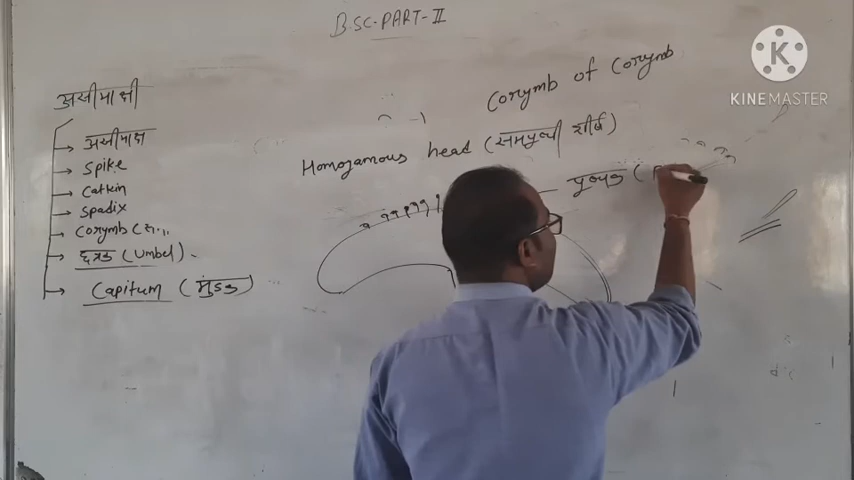 B.SC-PART-II
असीमाक्षी
असीमाक्ष
Spike
Catkin
Spadix
Corymb (
छत्रक (Umbel)
Capitum (मुंडक)
Corymb of Corymb
Homogamous head (समपुष्पी शीर्ष)
पुष्पक (
KINEMASTER